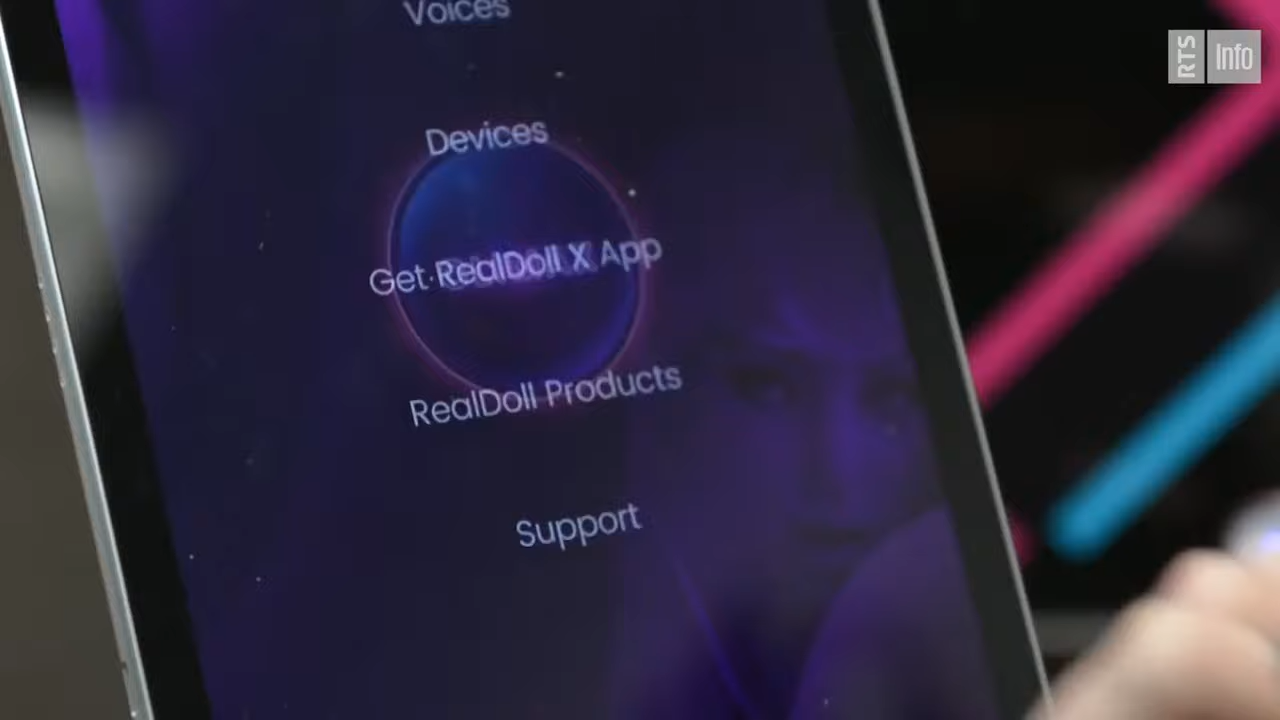 Voices
RTS Info
Devices
Get RealDoll X App
RealDoll Products
Support